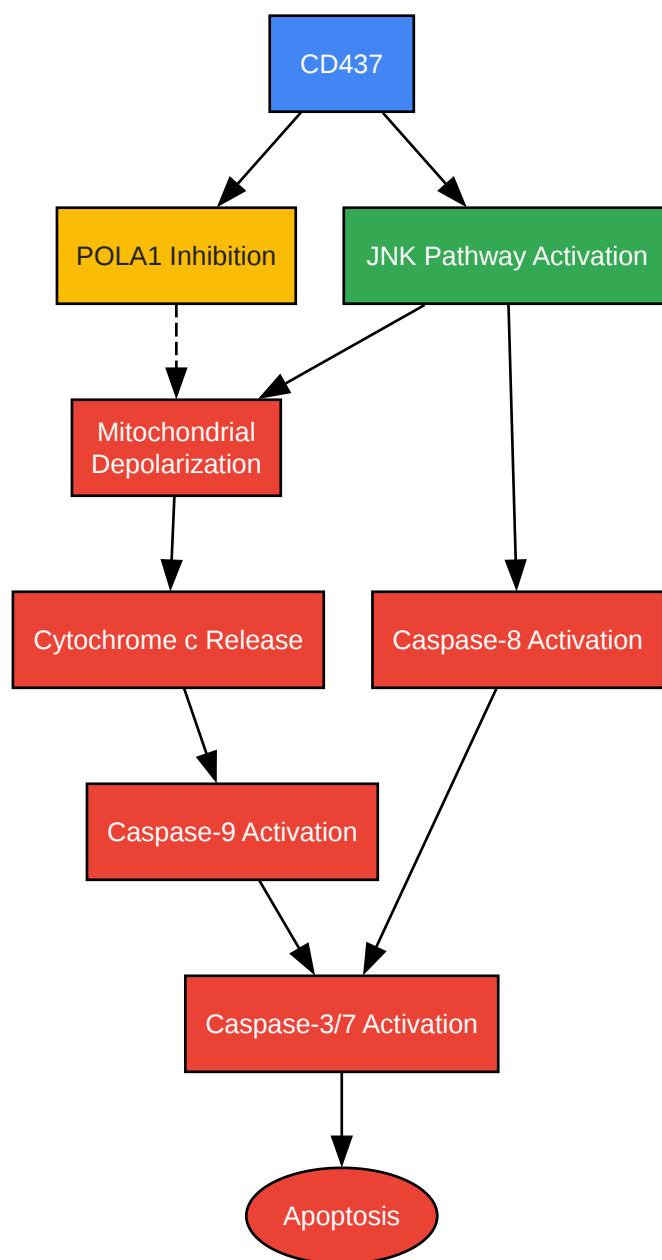 CD437
POLA1 Inhibition
JNK Pathway Activation
Mitochondrial
Depolarization
Cytochrome c Release
Caspase-8 Activation
Caspase-9 Activation
Caspase-3/7 Activation
Apoptosis